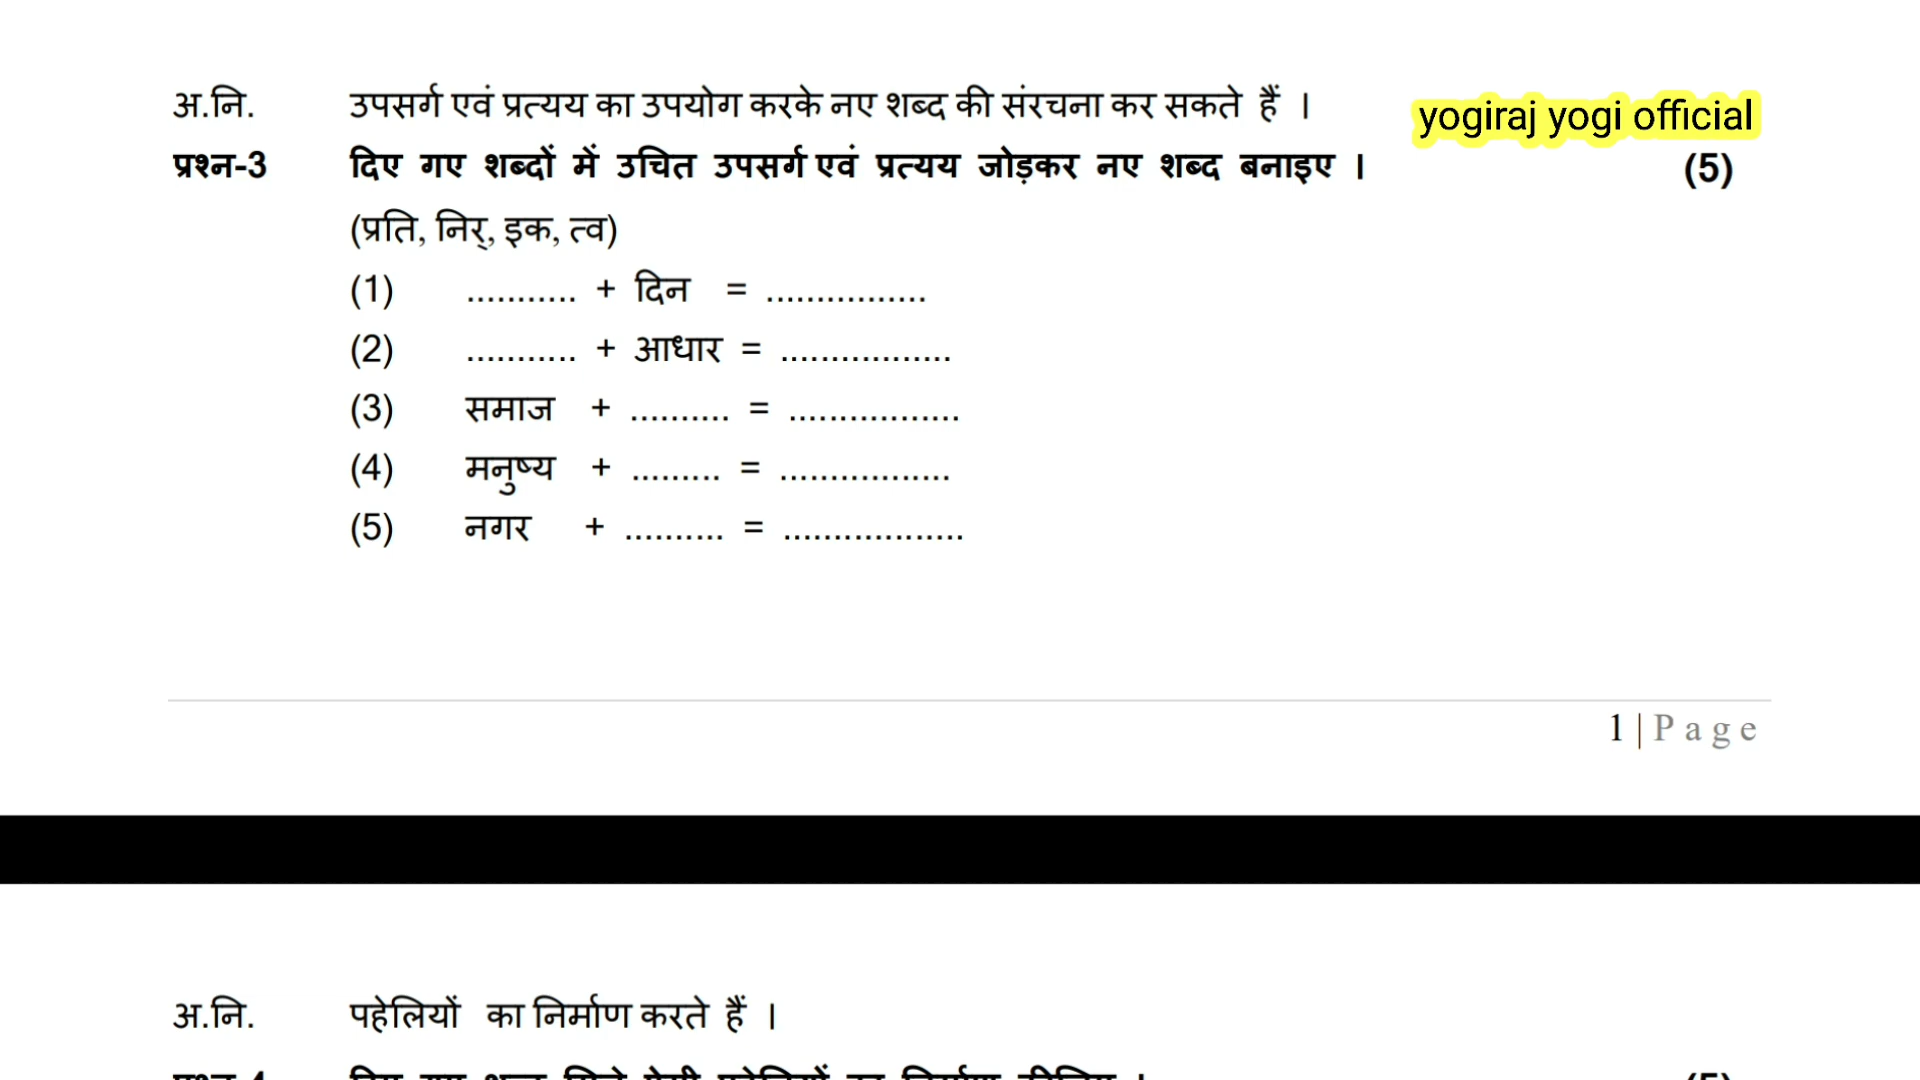 अ.नि. उपसर्ग एवं प्रत्यय का उपयोग करके नए शब्द की संरचना कर सकते हैं ।
yogiraj yogi official
प्रश्न-3 दिए गए शब्दों में उचित उपसर्ग एवं प्रत्यय जोड़कर नए शब्द बनाइए । (5)
(प्रति, निर्, इक, त्व)
(1) ........... + दिन = ................
(2) ........... + आधार = .................
(3) समाज + .......... = .................
(4) मनुष्य + ......... = .................
(5) नगर + .......... = ..................
1 | P a g e
अ.नि. पहेलियों का निर्माण करते हैं ।